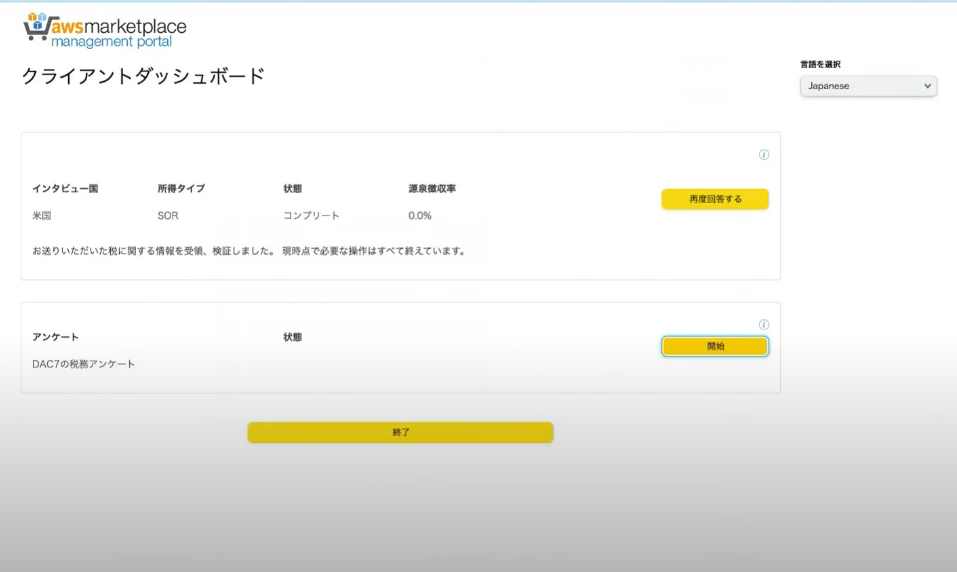 awsmarketplace
management portal
クライアントダッシュボード
言語を選択
Japanese
インタビュー国 所得タイプ 状態 源泉徴収率
米国 SOR コンプリート 0.0%
再度回答する
お送りいただいた税に関する情報を受領、検証しました。 現時点で必要な操作はすべて終えています。
アンケート 状態
開始
DAC7の税務アンケート
終了